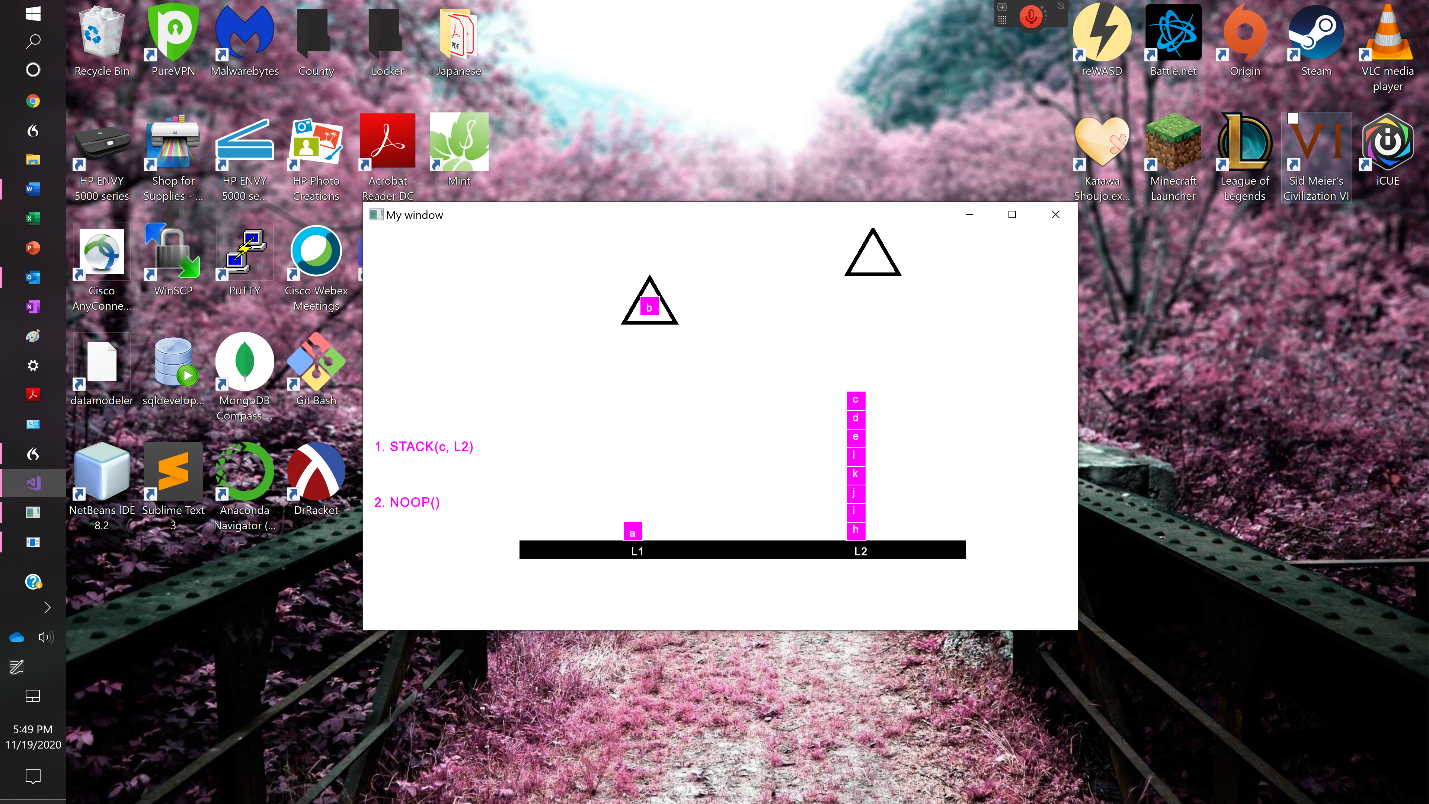 Recycle Bin
PureVPN
Malwarebytes
County
Locker
Japanese
reWASD
Battle.net
Origin
Steam
VLC media
player
HP ENVY
5000 series
Shop for
Supplies - ...
HP ENVY
5000 se...
HP Photo
Creations
Acrobat
Reader DC
Mint
Katawa
Shoujo.ex...
Minecraft
Launcher
League of
Legends
VI
Sid Meier's
Civilization VI
iCUE
My window
Cisco
AnyConne...
WinSCP
PuTTY
Cisco Webex
Meetings
b
datamodeler
sqldevelop...
MongoDB
Compass ...
Git Bash
c
d
e
1. STACK(c, L2)
l
k
j
2. NOOP()
I
a
h
L1
L2
NetBeans IDE
8.2
Sublime Text
3
Anaconda
Navigator (...
DrRacket
5:49 PM
11/19/2020